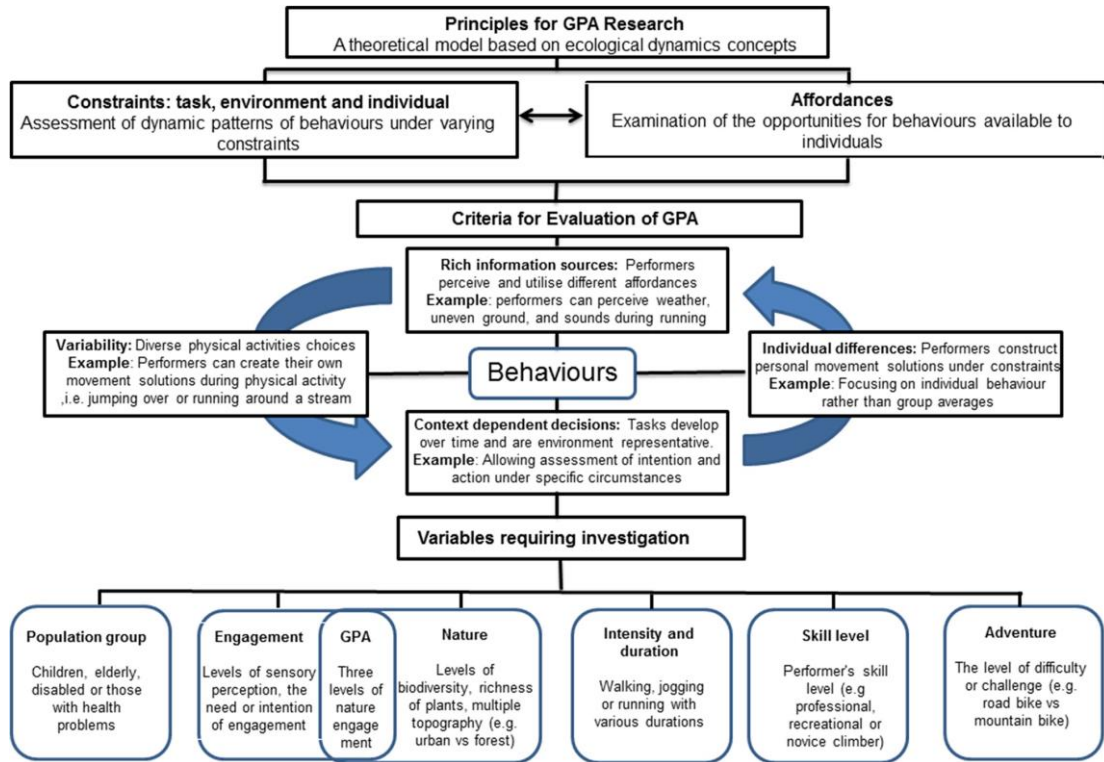 Principles for GPA Research
A theoretical model based on ecological dynamics concepts
Constraints: task, environment and individual
Assessment of dynamic patterns of behaviours under varying
constraints
Affordances
Examination of the opportunities for behaviours available to
individuals
Criteria for Evaluation of GPA
Rich information sources: Performers
perceive and utilise different affordances
Example: performers can perceive weather,
uneven ground, and sounds during running
Variability: Diverse physical activities choices
Example: Performers can create their own
movement solutions during physical activity
,i.e. jumping over or running around a stream
Behaviours
Individual differences: Performers construct
personal movement solutions under constraints
Example: Focusing on individual behaviour
rather than group averages
Context dependent decisions: Tasks develop
over time and are environment representative.
Example: Allowing assessment of intention and
action under specific circumstances
Variables requiring investigation
Population group
Children, elderly,
disabled or those
with health
problems
Engagement
Levels of sensory
perception, the
need or intention
of engagement
GPA
Three
levels of
nature
engage
ment
Nature
Levels of
biodiversity, richness
of plants, multiple
topography (e.g.
urban vs forest)
Intensity and
duration
Walking, jogging
or running with
various durations
Skill level
Performer's skill
level (e.g
professional,
recreational or
novice climber)
Adventure
The level of difficulty
or challenge (e.g.
road bike vs
mountain bike)